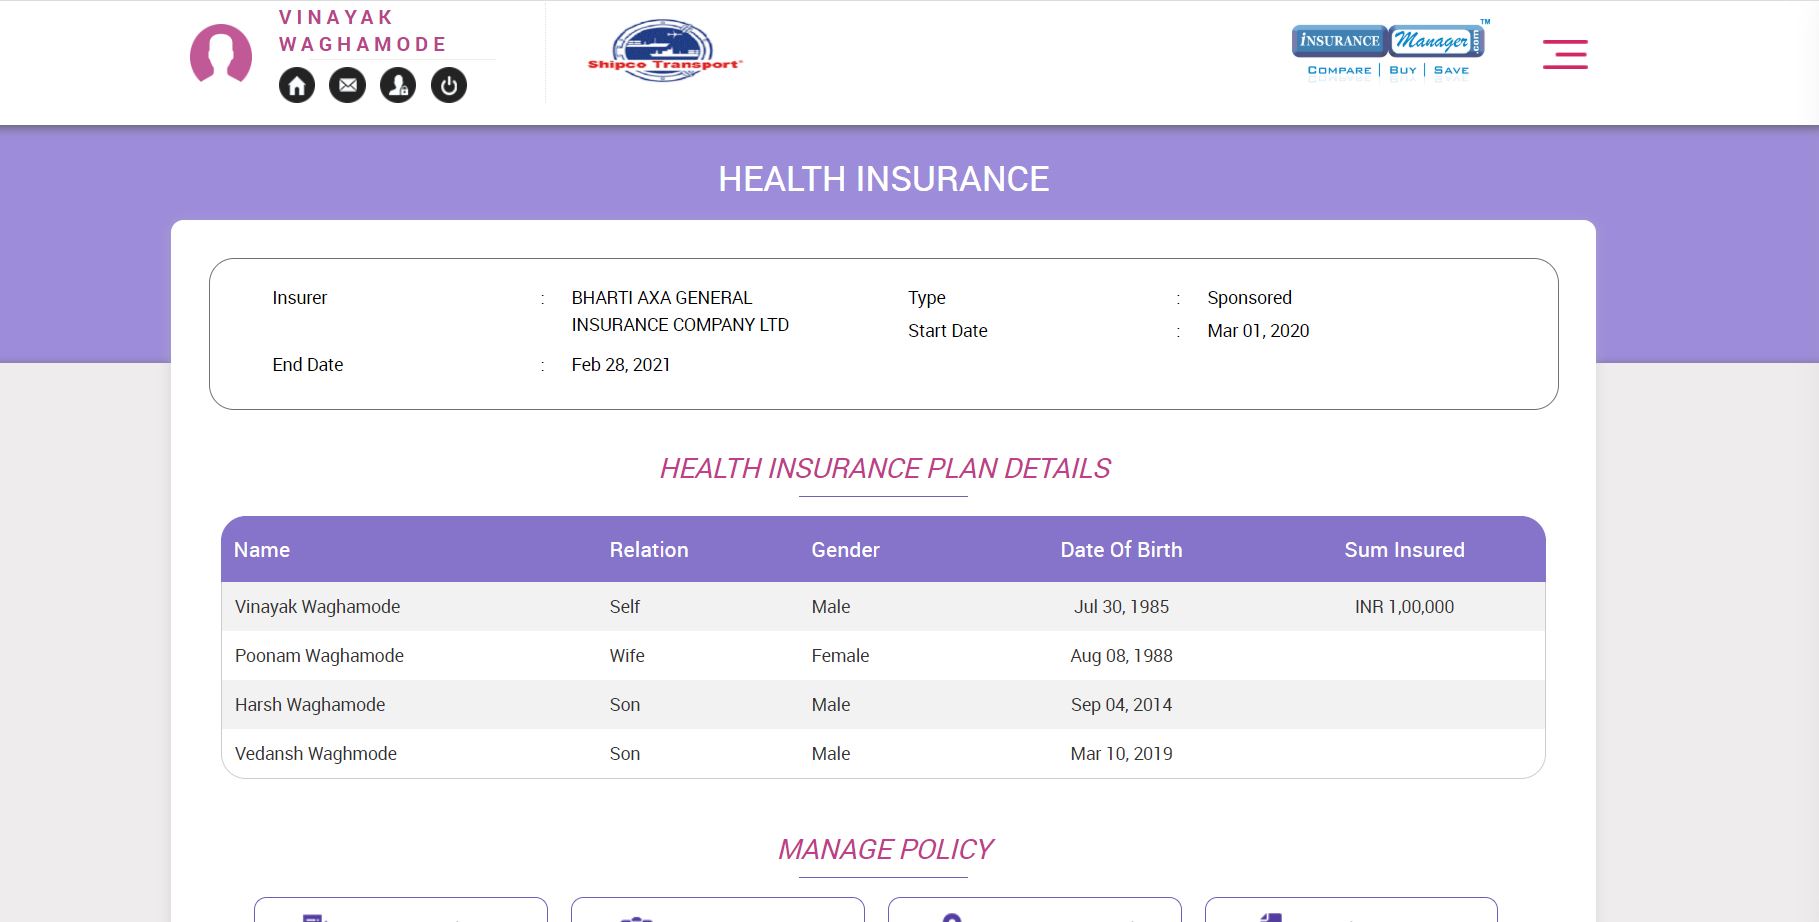 VINAYAK
WAGHAMODE
Shipco Transport
INSURANCE Manager .com TM
COMPARE | BUY | SAVE
HEALTH INSURANCE
Insurer : BHARTI AXA GENERAL INSURANCE COMPANY LTD
Type : Sponsored
Start Date : Mar 01, 2020
End Date : Feb 28, 2021
HEALTH INSURANCE PLAN DETAILS
Name Relation Gender Date Of Birth Sum Insured
Vinayak Waghamode Self Male Jul 30, 1985 INR 1,00,000
Poonam Waghamode Wife Female Aug 08, 1988
Harsh Waghamode Son Male Sep 04, 2014
Vedansh Waghmode Son Male Mar 10, 2019
MANAGE POLICY